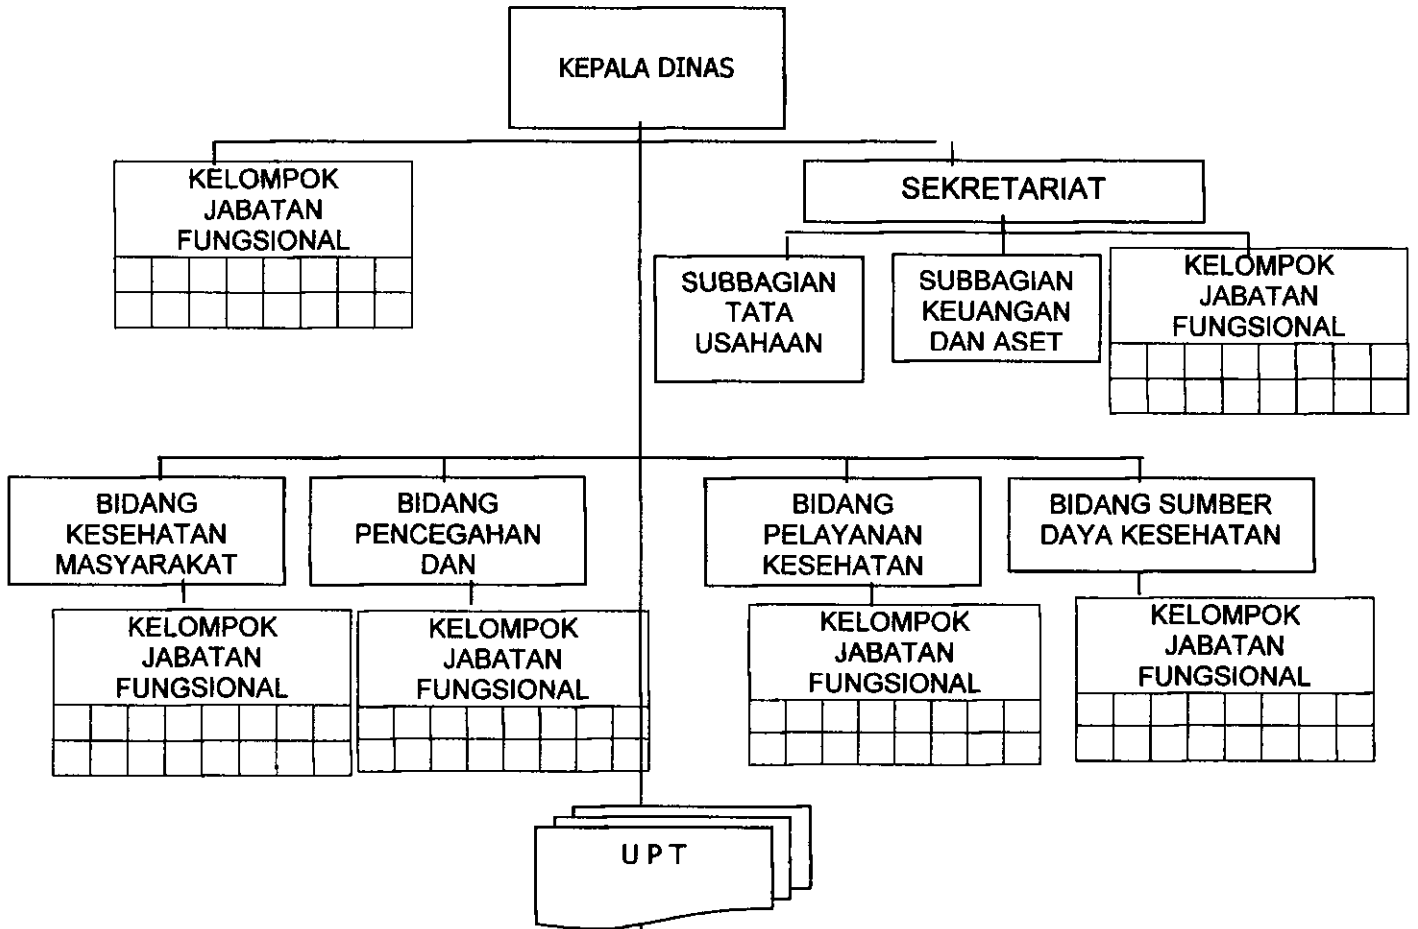 KEPALA DINAS
KELOMPOK
JABATAN
FUNGSIONAL
SEKRETARIAT
SUBBAGIAN
TATA
USAHAAN
SUBBAGIAN
KEUANGAN
DAN ASET
KELOMPOK
JABATAN
FUNGSIONAL
BIDANG
KESEHATAN
MASYARAKAT
BIDANG
PENCEGAHAN
DAN
BIDANG
PELAYANAN
KESEHATAN
BIDANG SUMBER
DAYA KESEHATAN
KELOMPOK
JABATAN
FUNGSIONAL
KELOMPOK
JABATAN
FUNGSIONAL
KELOMPOK
JABATAN
FUNGSIONAL
KELOMPOK
JABATAN
FUNGSIONAL
U P T